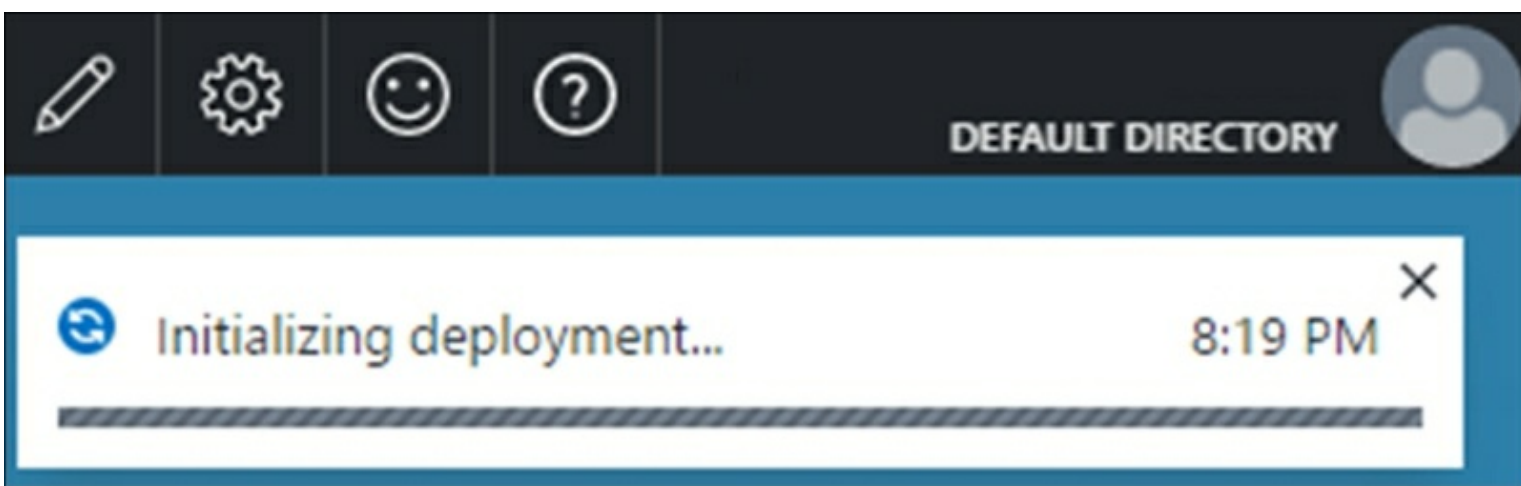 DEFAULT DIRECTORY
Initializing deployment... 8:19 PM